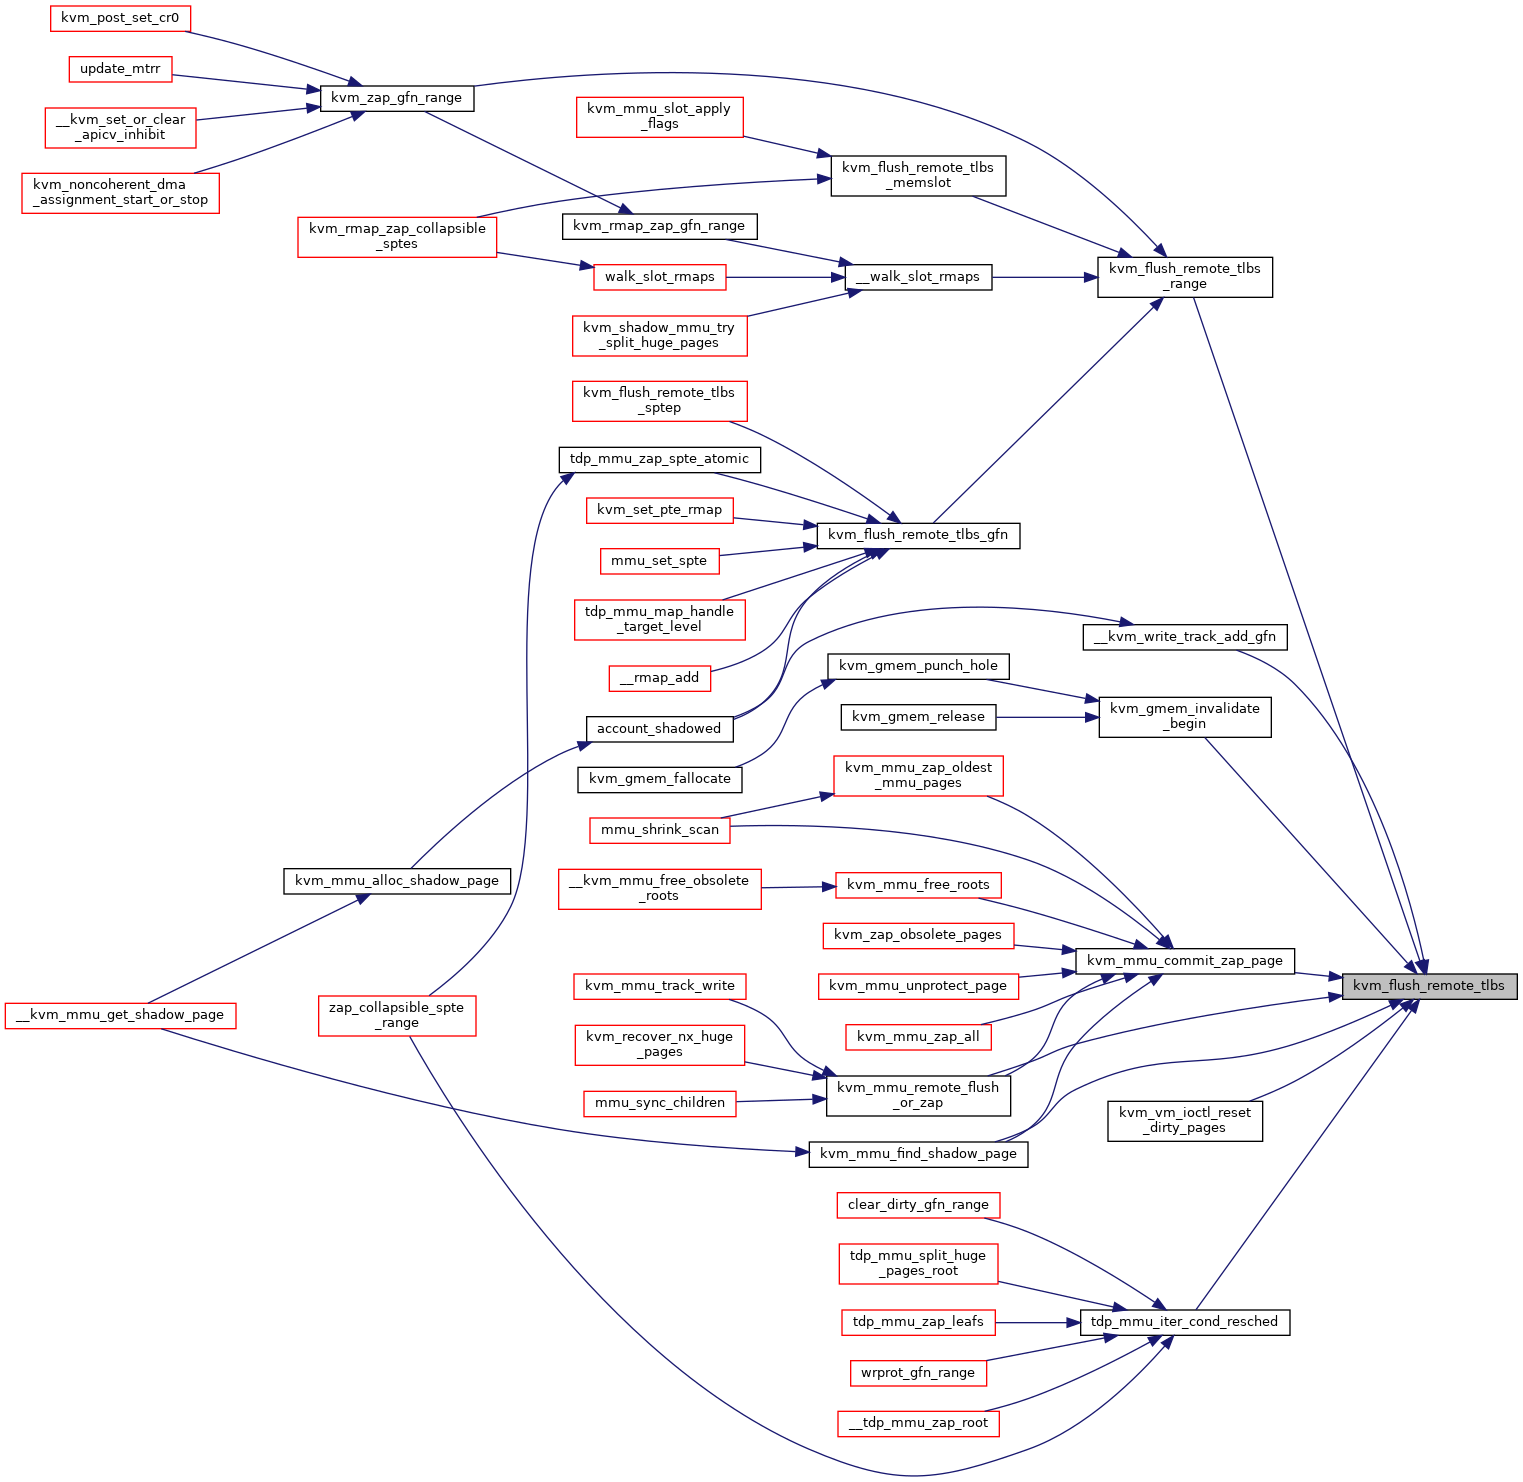 kvm_post_set_cr0
update_mtrr
kvm_zap_gfn_range
__kvm_set_or_clear
_apicv_inhibit
kvm_noncoherent_dma
_assignment_start_or_stop
kvm_mmu_slot_apply
_flags
kvm_flush_remote_tlbs
_memslot
kvm_rmap_zap_collapsible
_sptes
kvm_rmap_zap_gfn_range
walk_slot_rmaps
__walk_slot_rmaps
kvm_flush_remote_tlbs
_range
kvm_shadow_mmu_try
_split_huge_pages
kvm_flush_remote_tlbs
_sptep
tdp_mmu_zap_spte_atomic
kvm_set_pte_rmap
kvm_flush_remote_tlbs_gfn
mmu_set_spte
tdp_mmu_map_handle
_target_level
__kvm_write_track_add_gfn
__rmap_add
kvm_gmem_punch_hole
kvm_gmem_release
kvm_gmem_invalidate
_begin
account_shadowed
kvm_gmem_fallocate
kvm_mmu_zap_oldest
_mmu_pages
mmu_shrink_scan
kvm_mmu_alloc_shadow_page
__kvm_mmu_free_obsolete
_roots
kvm_mmu_free_roots
kvm_zap_obsolete_pages
kvm_mmu_commit_zap_page
kvm_mmu_unprotect_page
kvm_flush_remote_tlbs
kvm_mmu_track_write
__kvm_mmu_get_shadow_page
zap_collapsible_spte
_range
kvm_recover_nx_huge
_pages
kvm_mmu_zap_all
kvm_mmu_remote_flush
_or_zap
mmu_sync_children
kvm_vm_ioctl_reset
_dirty_pages
kvm_mmu_find_shadow_page
clear_dirty_gfn_range
tdp_mmu_split_huge
_pages_root
tdp_mmu_zap_leafs
tdp_mmu_iter_cond_resched
wrprot_gfn_range
__tdp_mmu_zap_root